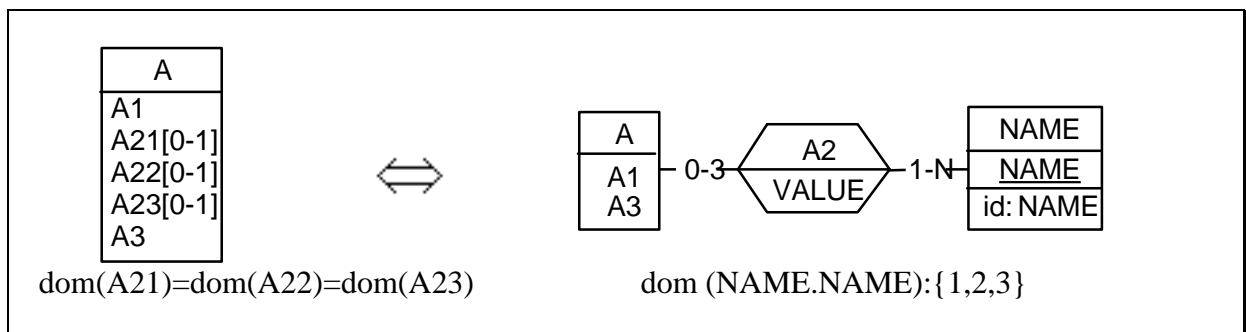 A
A1
A21[0-1]
A22[0-1]
A23[0-1]
A3
dom(A21)=dom(A22)=dom(A23)
A
A1
A3
0-3
A2
VALUE
1-N
NAME
NAME
id: NAME
dom (NAME.NAME):{1,2,3}